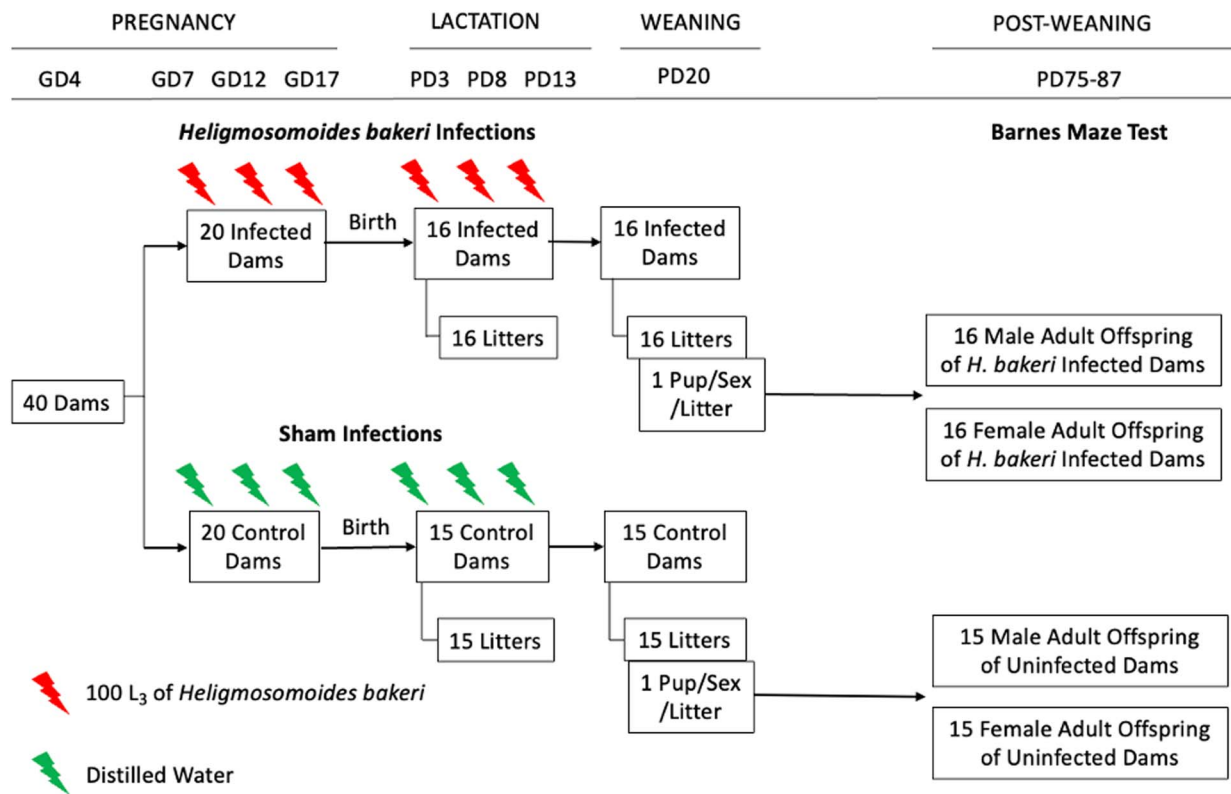 PREGNANCY
LACTATION
WEANING
POST-WEANING
GD4
GD7
GD12
GD17
PD3
PD8
PD13
PD20
PD75-87
Heligmosomoides bakeri Infections
Barnes Maze Test
20 Infected
Dams
Birth
16 Infected
Dams
16 Infected
Dams
16 Litters
16 Litters
1 Pup/Sex
/Litter
16 Male Adult Offspring
of H. bakeri Infected Dams
16 Female Adult Offspring
of H. bakeri Infected Dams
40 Dams
Sham Infections
20 Control
Dams
Birth
15 Control
Dams
15 Control
Dams
15 Litters
15 Litters
1 Pup/Sex
/Litter
15 Male Adult Offspring
of Uninfected Dams
15 Female Adult Offspring
of Uninfected Dams
100 L₃ of Heligmosomoides bakeri
Distilled Water